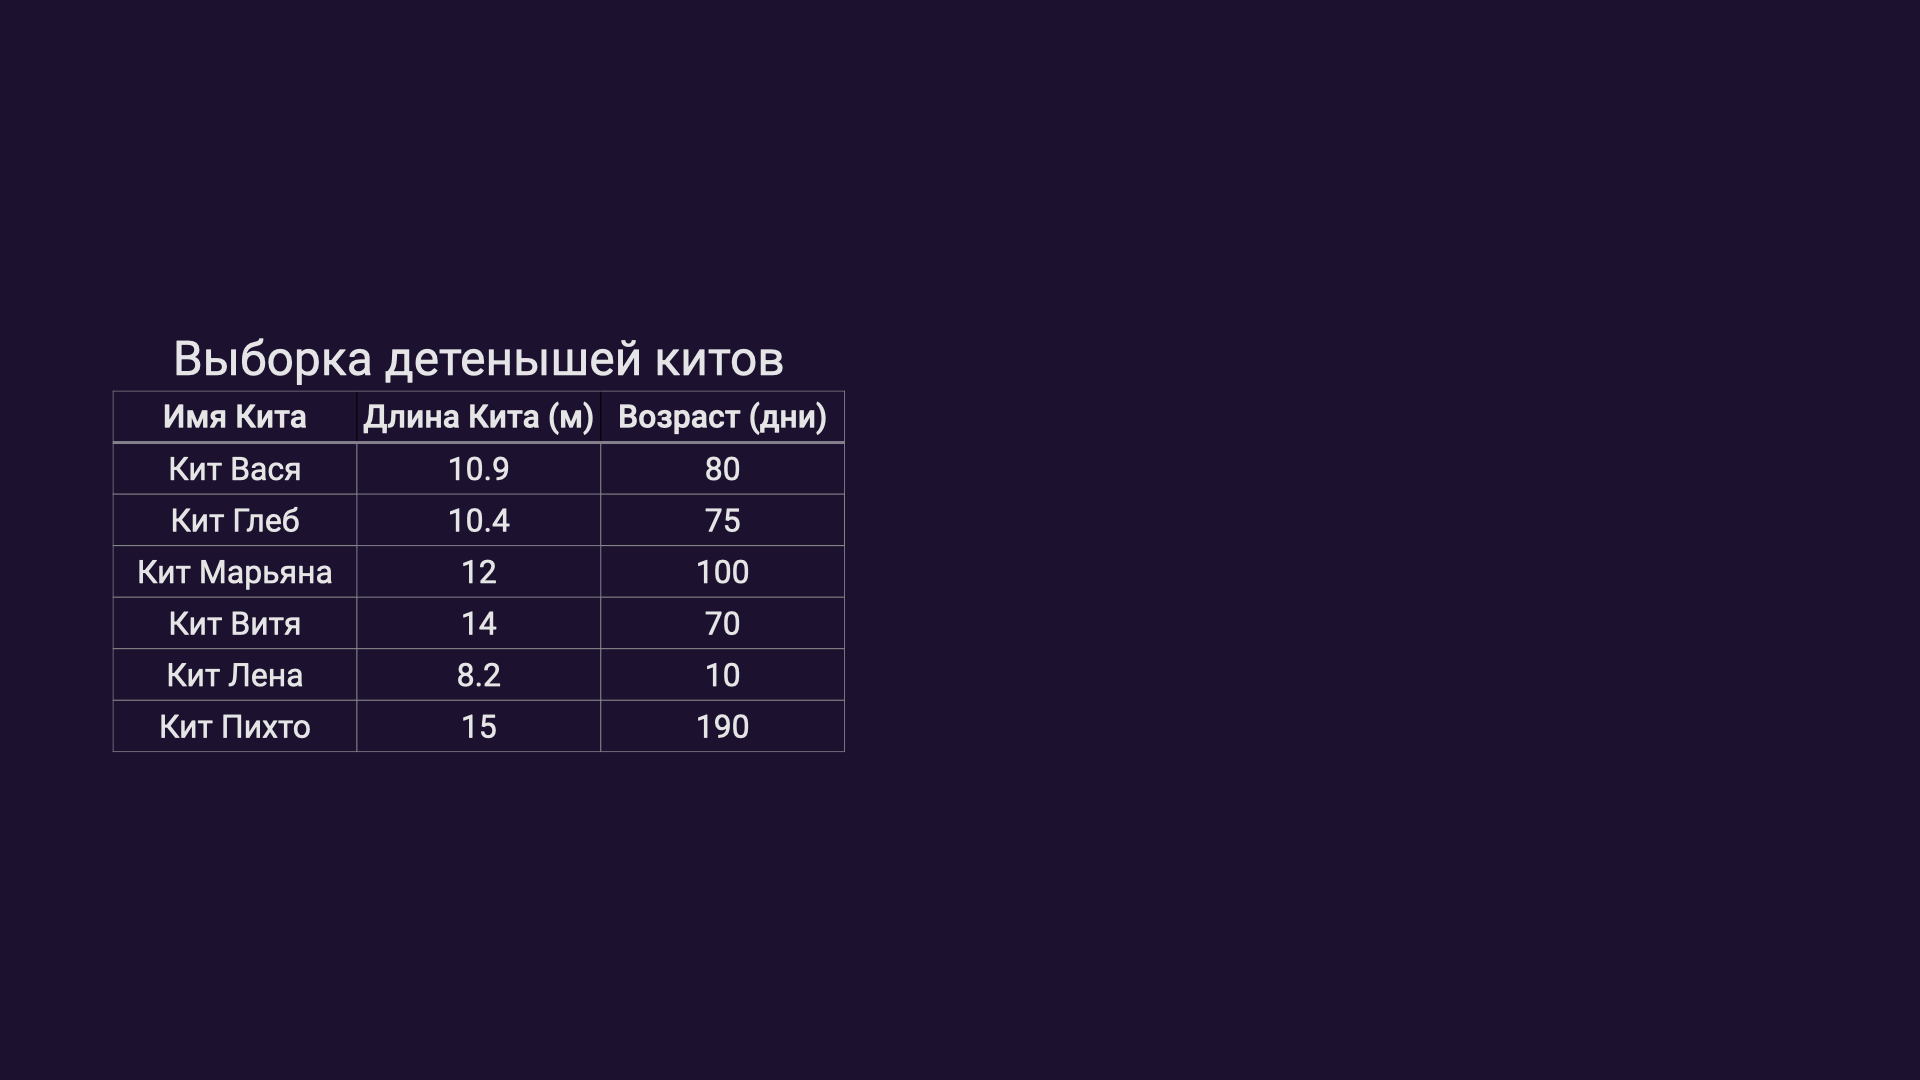 Выборка детенышей китов
Имя Кита Длина Кита (м) Возраст (дни)
Кит Вася 10.9 80
Кит Глеб 10.4 75
Кит Марьяна 12 100
Кит Витя 14 70
Кит Лена 8.2 10
Кит Пихто 15 190